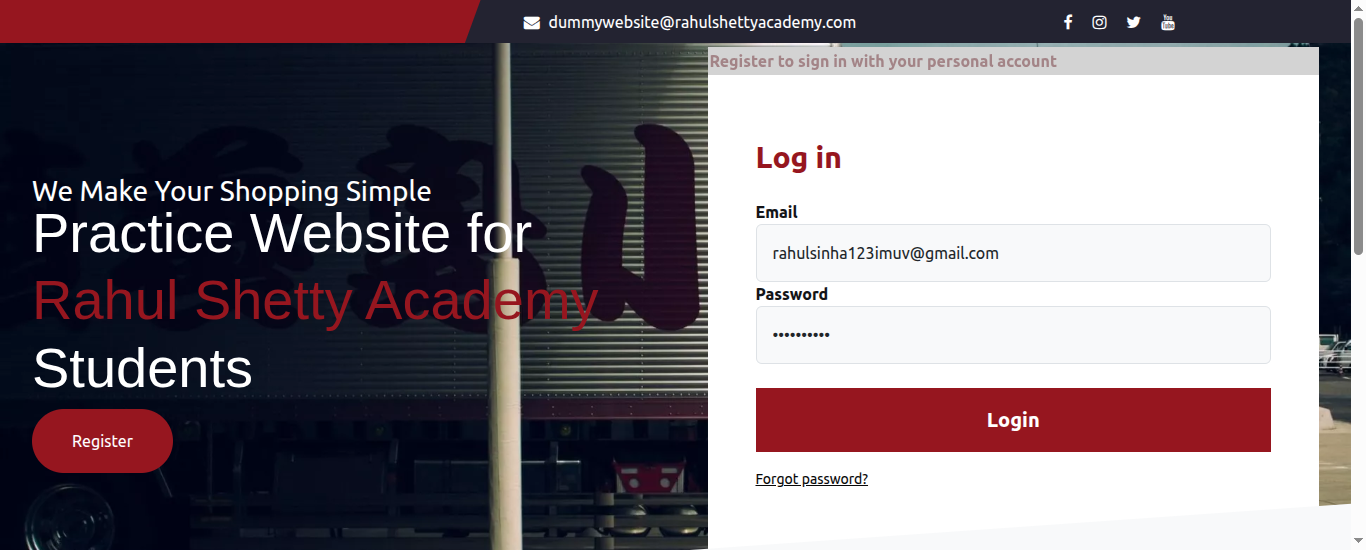 dummywebsite@rahulshettyacademy.com
Register to sign in with your personal account
We Make Your Shopping Simple
Practice Website for
Rahul Shetty Academy
Students
Register
Log in
Email
rahulsinha123imuv@gmail.com
Password
••••••••••
Login
Forgot password?